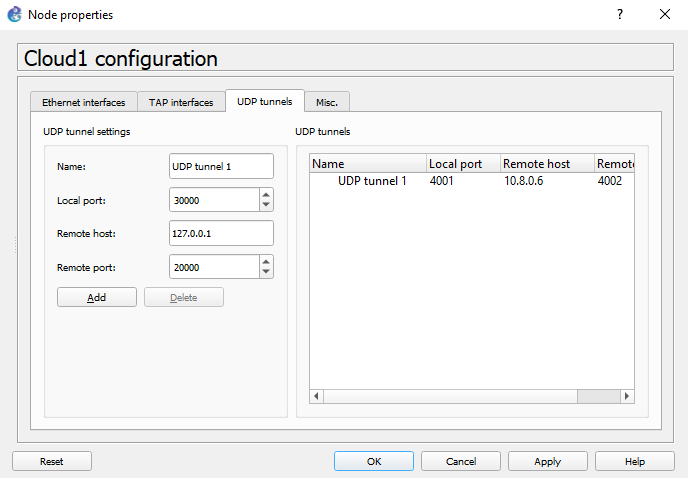 Node properties
?
Cloud1 configuration
Ethernet interfaces TAP interfaces UDP tunnels Misc.
UDP tunnel settings
Name: UDP tunnel 1
Local port: 30000
Remote host: 127.0.0.1
Remote port: 20000
Add Delete
UDP tunnels
Name Local port Remote host Remote
UDP tunnel 1 4001 10.8.0.6 4002
Reset OK Cancel Apply Help